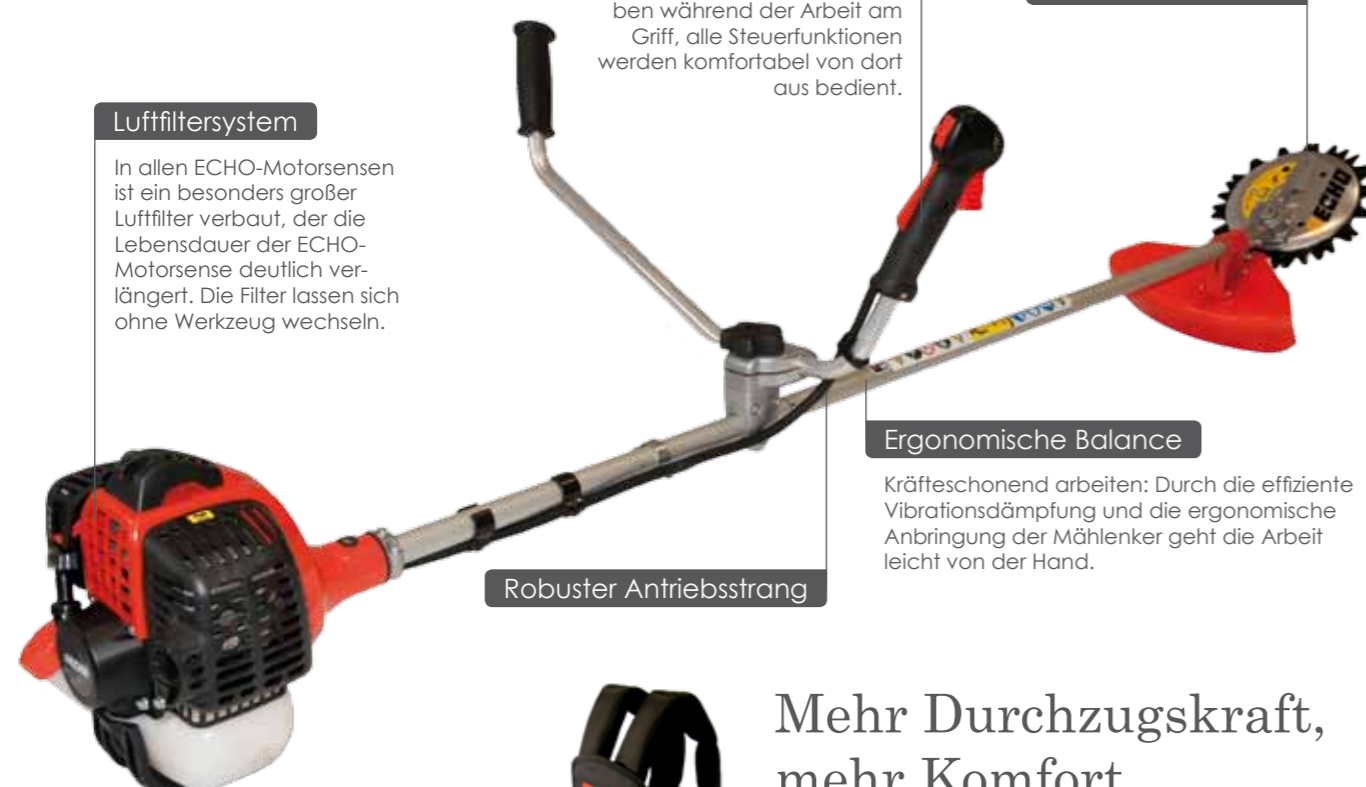 ben während der Arbeit am
Griff, alle Steuerfunktionen
werden komfortabel von dort
aus bedient.
Luftfiltersystem
In allen ECHO-Motorsensen
ist ein besonders großer
Luftfilter verbaut, der die
Lebensdauer der ECHO-
Motorsense deutlich ver-
längert. Die Filter lassen sich
ohne Werkzeug wechseln.
ECHO
Ergonomische Balance
Kräfteschonend arbeiten: Durch die effiziente
Vibrationsdämpfung und die ergonomische
Anbringung der Mählenker geht die Arbeit
leicht von der Hand.
Robuster Antriebsstrang
Mehr Durchzugskraft,
mehr Komfort